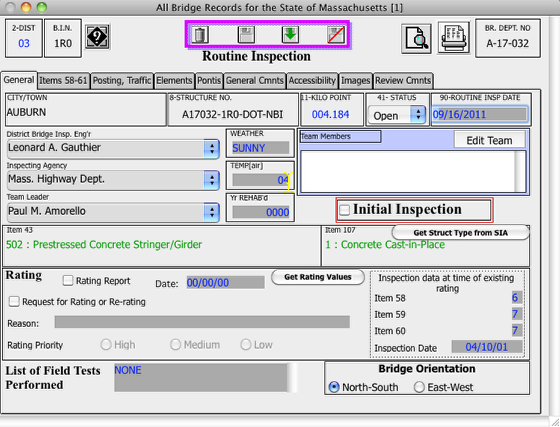 All Bridge Records for the State of Massachusetts [1]
2-DIST
03
B.I.N.
1R0
BR. DEPT. NO
A-17-032
Routine Inspection
General
Items 58-61
Posting, Traffic
Elements
Pontis
General Cmnts
Accessibility
Images
Review Cmnts
CITY/TOWN
AUBURN
8-STRUCTURE NO.
A17032-1R0-DOT-NBI
11-KILO POINT
004.184
41- STATUS
Open
90-ROUTINE INSP DATE
09/16/2011
District Bridge Insp. Eng'r
Leonard A. Gauthier
WEATHER
SUNNY
Team Members
Edit Team
Inspecting Agency
Mass. Highway Dept.
TEMP[air]
04
Team Leader
Paul M. Amorello
Yr REHAB'd
0000
Initial Inspection
Item 43
502 : Prestressed Concrete Stringer/Girder
Item 107
Get Struct Type from SIA
1 : Concrete Cast-in-Place
Rating
Rating Report
Date:
00/00/00
Get Rating Values
Inspection data at time of existing
rating
Request for Rating or Re-rating
Item 58
6
Reason:
Item 59
7
Item 60
7
Rating Priority
High
Medium
Low
Inspection Date
04/10/01
List of Field Tests
Performed
NONE
Bridge Orientation
North-South
East-West